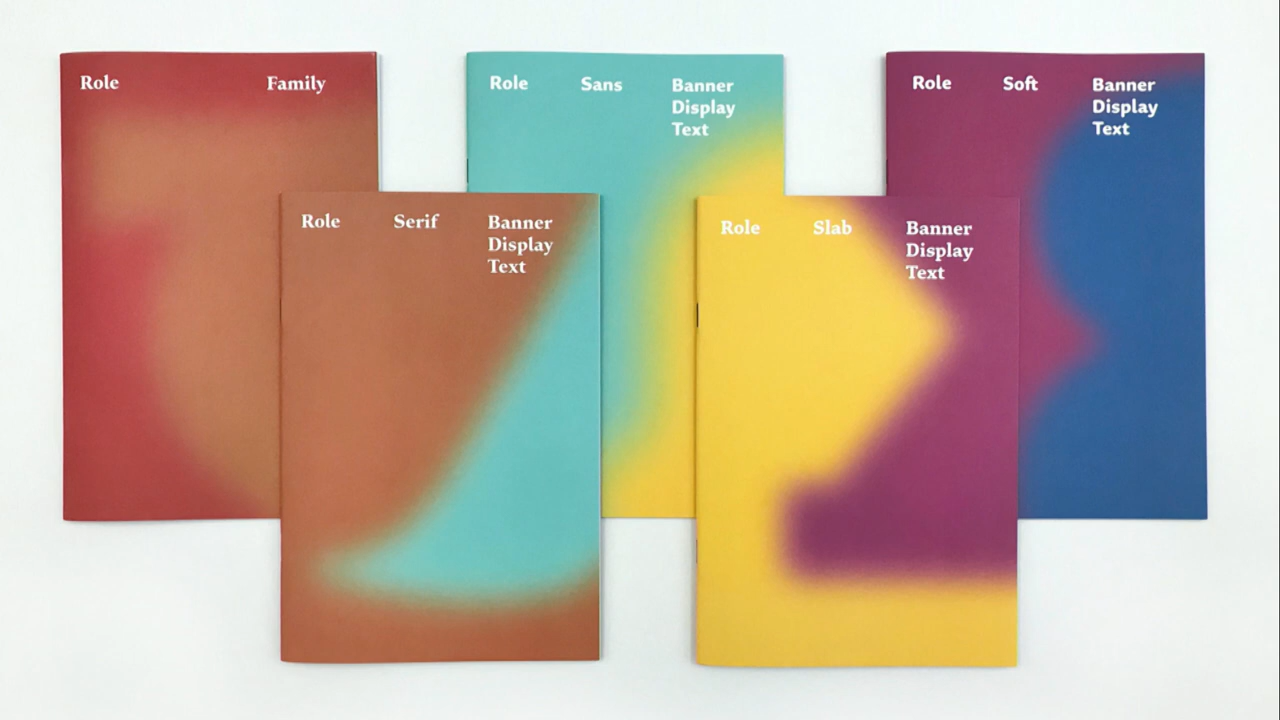 Role Family
Role Sans Banner
Display
Text
Role Soft Banner
Display
Text
Role Serif Banner
Display
Text
Role Slab Banner
Display
Text